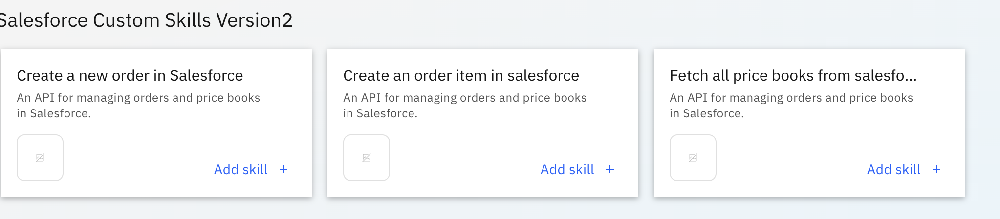 Salesforce Custom Skills Version2
Create a new order in Salesforce
An API for managing orders and price books
in Salesforce.
Add skill +
Create an order item in salesforce
An API for managing orders and price books
in Salesforce.
Add skill +
Fetch all price books from salesfo...
An API for managing orders and price books
in Salesforce.
Add skill +